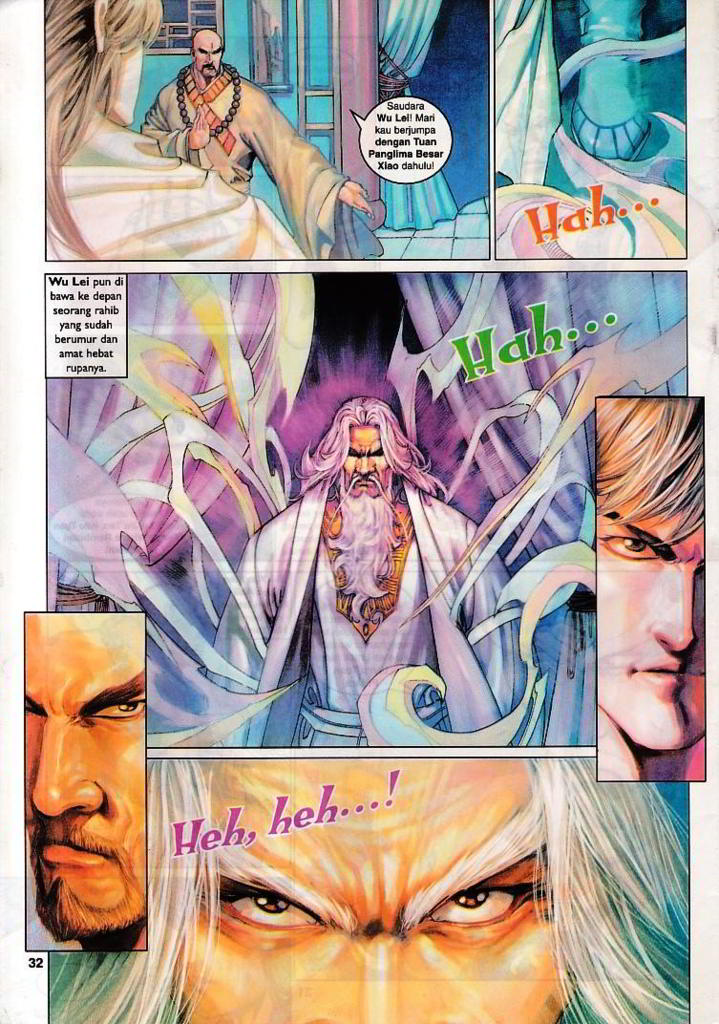 Saudara
Wu Lei! Mari
kau berjumpa
dengan Tuan
Panglima Besar
Xiao dahulu!
Hah...
Wu Lei pun di
bawa ke depan
seorang rahib
yang sudah
berumur dan
amat hebat
rupanya.
Hah...
Heh, heh...!
32